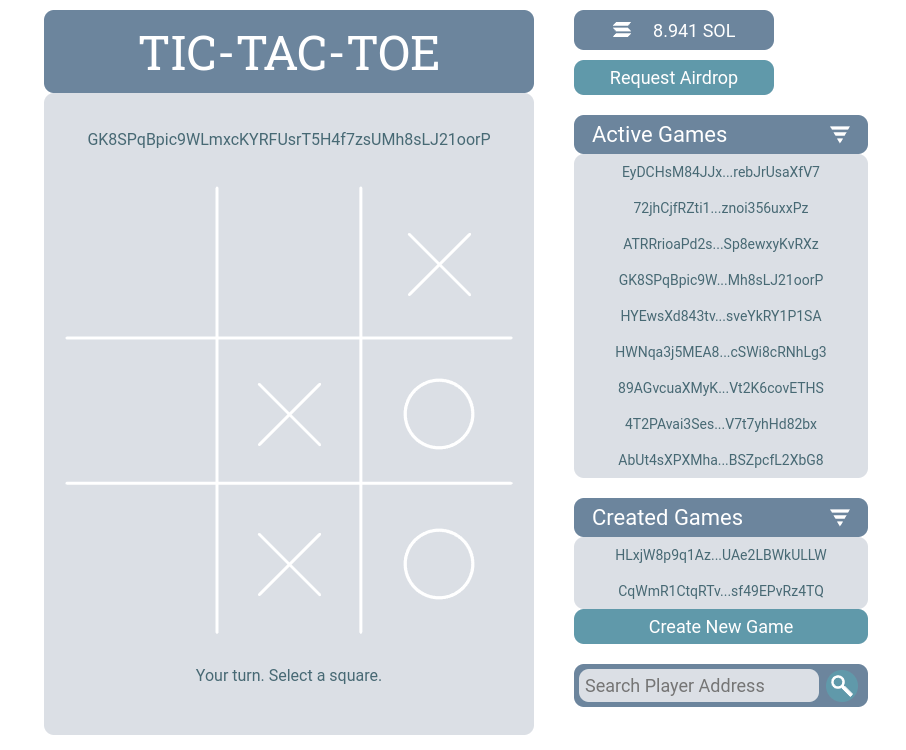 TIC-TAC-TOE
GK8SPqBpic9WLmxcKYRFUsrT5H4f7zsUMh8sLJ21oorP
Your turn. Select a square.
8.941 SOL
Request Airdrop
Active Games
EyDCHsM84JJx...rebJrUsaXfV7
72jhCjfRZti1...znoi356uxxPz
ATRRrioaPd2s...Sp8ewxyKvRXz
GK8SPqBpic9W...Mh8sLJ21oorP
HYEwsXd843tv...sveYkRY1P1SA
HWNqa3j5MEA8...cSWi8cRNhLg3
89AGvcuaXMyK...Vt2K6covETHS
4T2PAvai3Ses...V7t7yhHd82bx
AbUt4sXPXMha...BSZpcfL2XbG8
Created Games
HLxjW8p9q1Az...UAe2LBWkULLW
CqWmR1CtqRTv...sf49EPvRz4TQ
Create New Game
Search Player Address